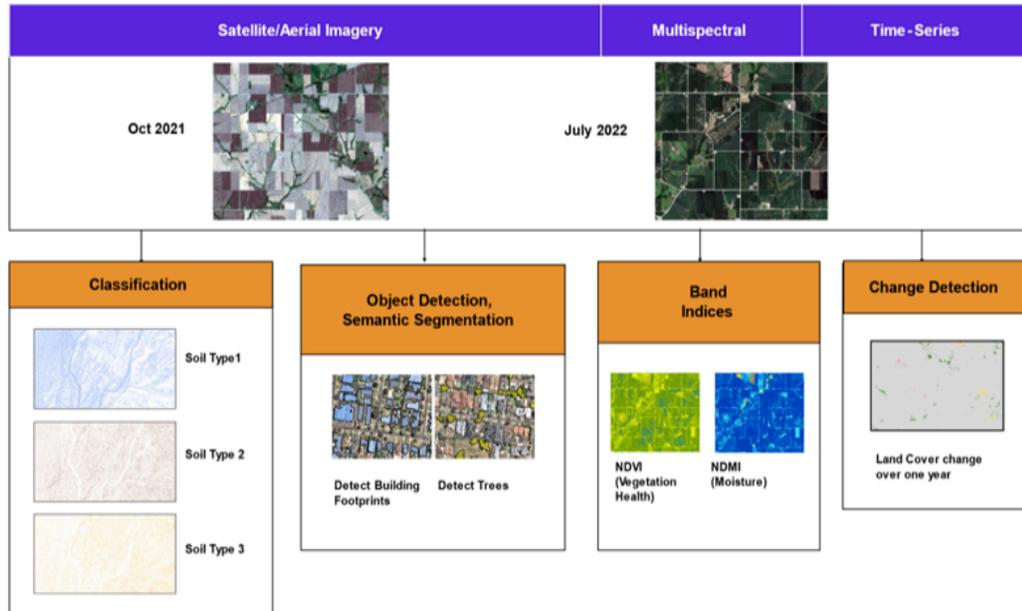 Satellite/Aerial Imagery
Multispectral
Time-Series
Oct 2021
July 2022
Classification
Soil Type1
Soil Type 2
Soil Type 3
Object Detection,
Semantic Segmentation
Detect Building
Footprints
Detect Trees
Band
Indices
NDVI
(Vegetation
Health)
NDMI
(Moisture)
Change Detection
Land Cover change
over one year